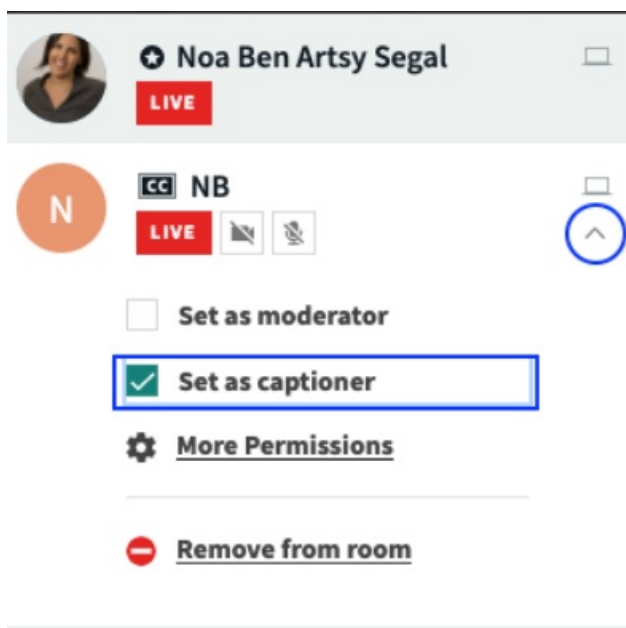 Noa Ben Artsy Segal
LIVE
CC NB
N
LIVE
Set as moderator
Set as captioner
More Permissions
Remove from room